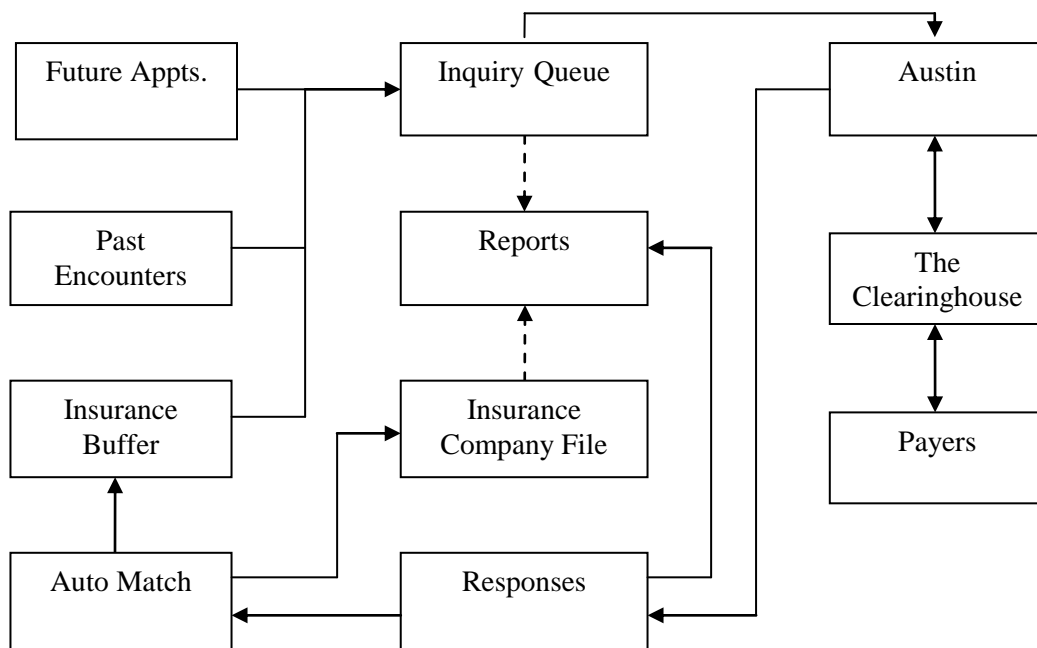 Future Appts.
Inquiry Queue
Austin
Past
Encounters
Reports
The
Clearinghouse
Insurance
Buffer
Insurance
Company File
Payers
Auto Match
Responses